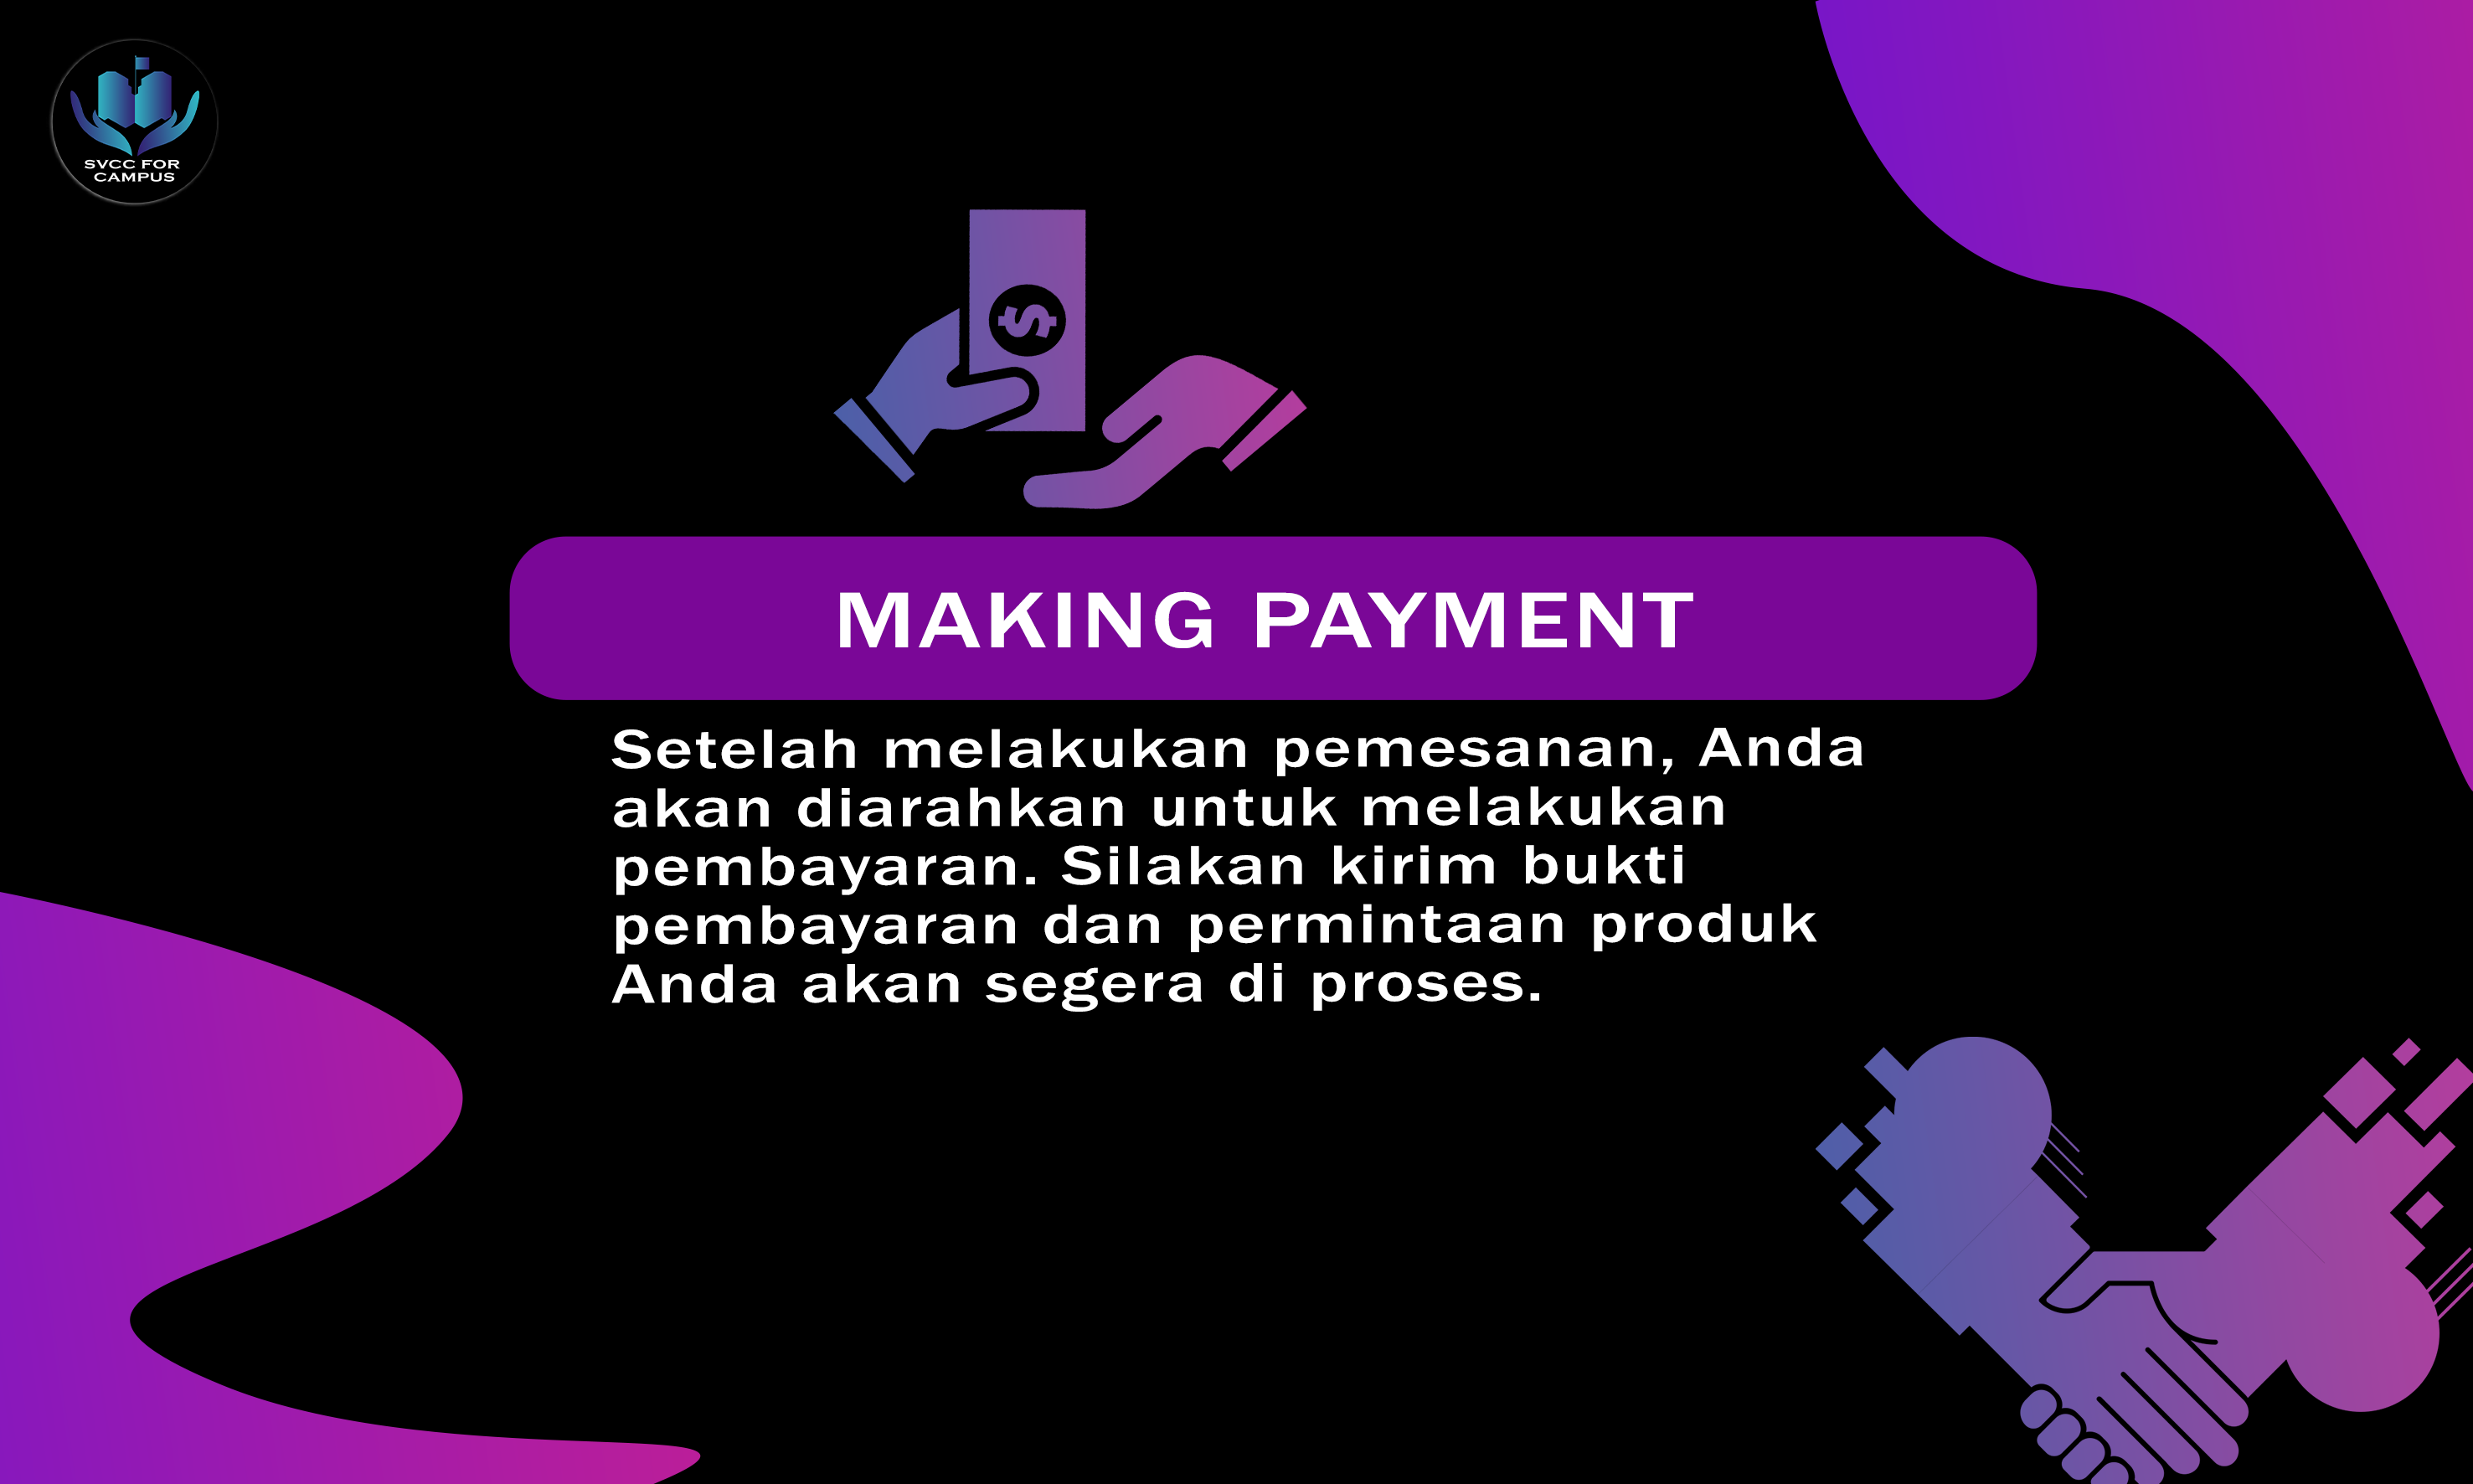 SVCC FOR
CAMPUS
MAKING PAYMENT
Setelah melakukan pemesanan, Anda
akan diarahkan untuk melakukan
pembayaran. Silakan kirim bukti
pembayaran dan permintaan produk
Anda akan segera di proses.